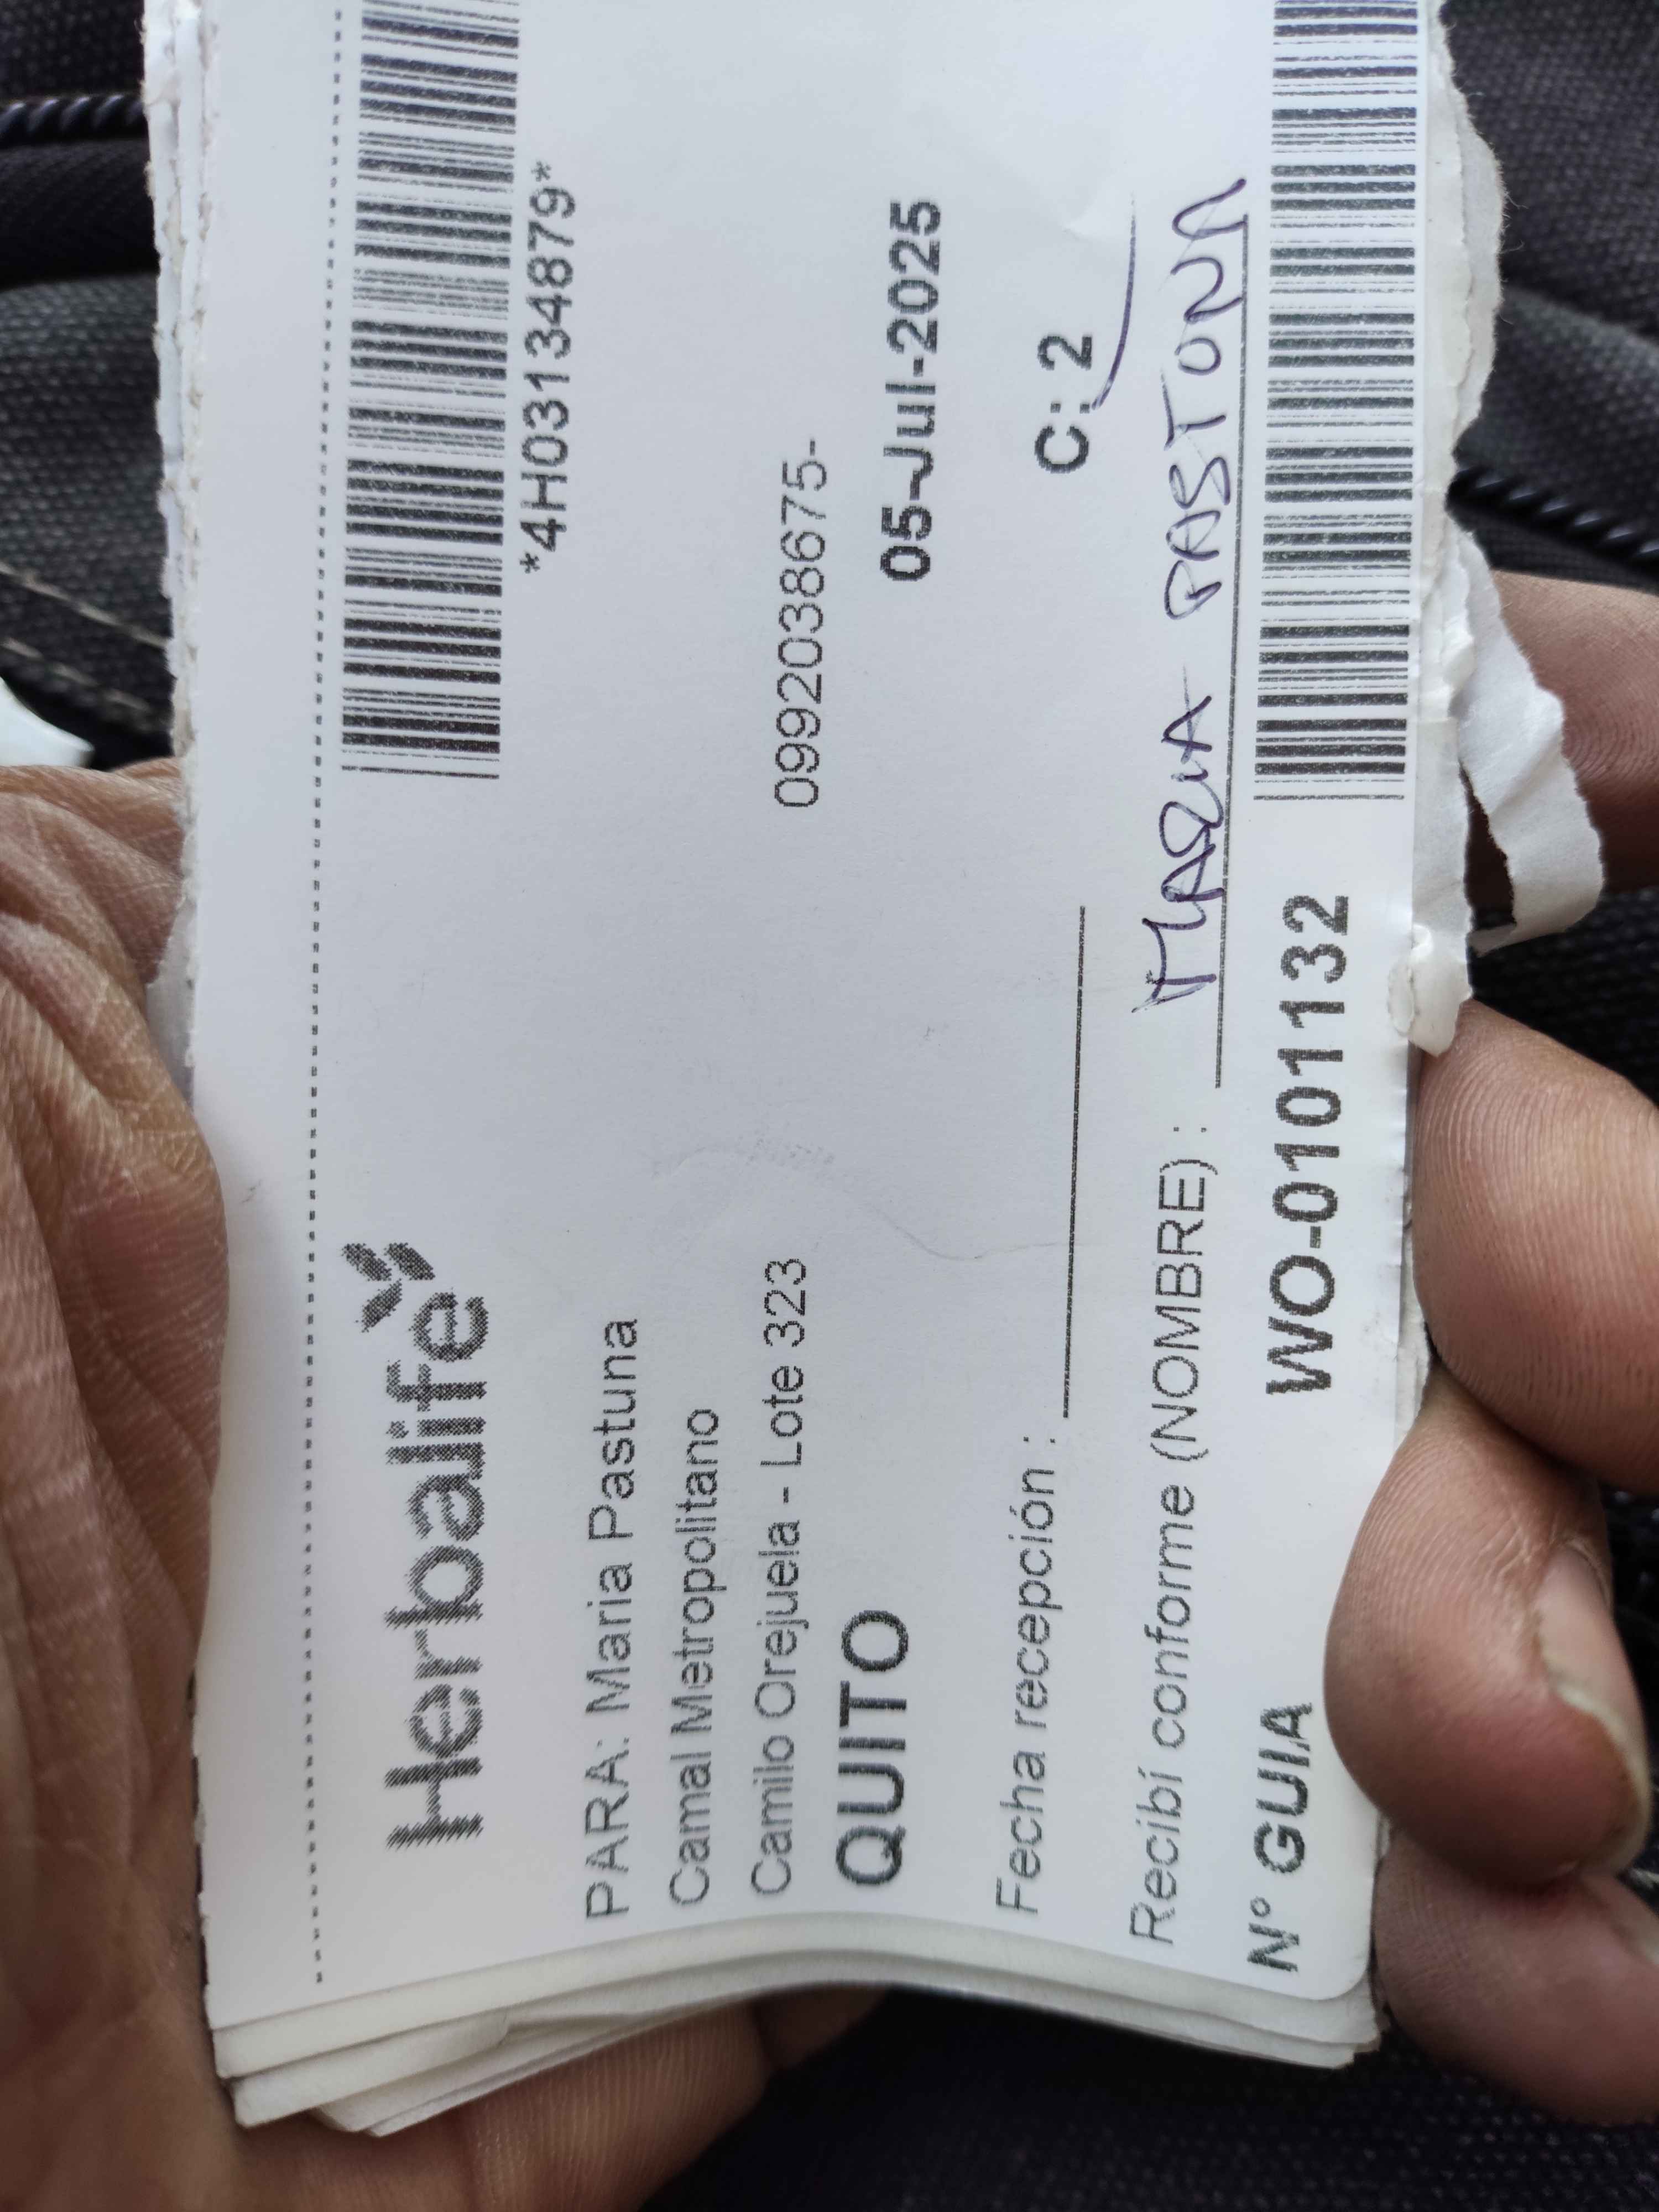 Herbalife
*4H03134879*
PARA: Maria Pastuna
Camal Metropolitano
Camilo Orejuela - Lote 323
0992038675-
QUITO
05-Jul-2025
Fecha recepción :
C: 2
Recibí conforme (NOMBRE) : MARIA PASTUNA
N° GUIA
WO-0101132